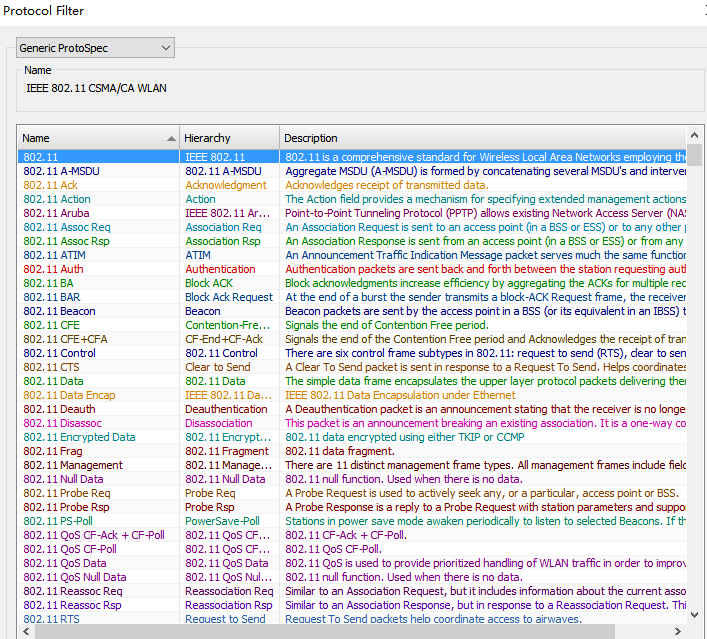 Protocol Filter
Generic ProtoSpec
Name
IEEE 802.11 CSMA/CA WLAN
Name Hierarchy Description
802.11 IEEE 802.11 802.11 is a comprehensive standard for Wireless Local Area Networks employing the
802.11 A-MSDU 802.11 A-MSDU Aggregate MSDU (A-MSDU) is formed by concatenating several MSDU's and interven
802.11 Ack Acknowledgment Acknowledges receipt of transmitted data.
802.11 Action Action The Action field provides a mechanism for specifying extended management actions
802.11 Aruba IEEE 802.11 Ar... Point-to-Point Tunneling Protocol (PPTP) allows existing Network Access Server (NAS
802.11 Assoc Req Association Req An Association Request is sent to an access point (in a BSS or ESS) or to any other p
802.11 Assoc Rsp Association Rsp An Association Response is sent from an access point (in a BSS or ESS) or from any
802.11 ATIM ATIM An Announcement Traffic Indication Message packet serves much the same function
802.11 Auth Authentication Authentication packets are sent back and forth between the station requesting auth
802.11 BA Block ACK Block acknowledgments increase efficiency by aggregating the ACKs for multiple rec
802.11 BAR Block Ack Request At the end of a burst the sender transmits a block-ACK Request frame, the receiver
802.11 Beacon Beacon Beacon packets are sent by the access point in a BSS (or its equivalent in an IBSS) t
802.11 CFE Contention-Fre... Signals the end of Contention Free period.
802.11 CFE+CFA CF-End+CF-Ack Signals the end of the Contention Free period and Acknowledges the receipt of tran
802.11 Control 802.11 Control There are six control frame subtypes in 802.11: request to send (RTS), clear to sen
802.11 CTS Clear to Send A Clear To Send packet is sent in response to a Request To Send. Helps coordinate
802.11 Data 802.11 Data The simple data frame encapsulates the upper layer protocol packets delivering ther
802.11 Data Encap IEEE 802.11 Da... IEEE 802.11 Data Encapsulation under Ethernet
802.11 Deauth Deauthentication A Deauthentication packet is an announcement stating that the receiver is no longe
802.11 Disassoc Disassociation This packet is an announcement breaking an existing association. It is a one-way co
802.11 Encrypted Data 802.11 Encrypt... 802.11 data encrypted using either TKIP or CCMP
802.11 Frag 802.11 Fragment 802.11 data fragment.
802.11 Management 802.11 Manage... There are 11 distinct management frame types. All management frames include field
802.11 Null Data 802.11 Null Data 802.11 null function. Used when there is no data.
802.11 Probe Req Probe Req A Probe Request is used to actively seek any, or a particular, access point or BSS.
802.11 Probe Rsp Probe Rsp A Probe Response is a reply to a Probe Request with station parameters and suppo
802.11 PS-Poll PowerSave-Poll Stations in power save mode awaken periodically to listen to selected Beacons. If th
802.11 QoS CF-Ack + CF-Poll 802.11 QoS CF... 802.11 CF-Ack + CF-Poll.
802.11 QoS CF-Poll 802.11 QoS CF... 802.11 QoS CF-Poll.
802.11 QoS Data 802.11 QoS Data 802.11 QoS is used to provide prioritized handling of WLAN traffic in order to improv
802.11 QoS Null Data 802.11 QoS Nul... 802.11 null function. Used when there is no data.
802.11 Reassoc Req Reassociation Req Similar to an Association Request, but it includes information about the current asso
802.11 Reassoc Rsp Reassociation Rsp Similar to an Association Response, but in response to a Reassociation Request. Thi
802.11 RTS Request to Send Request To Send packets help coordinate access to airwaves.